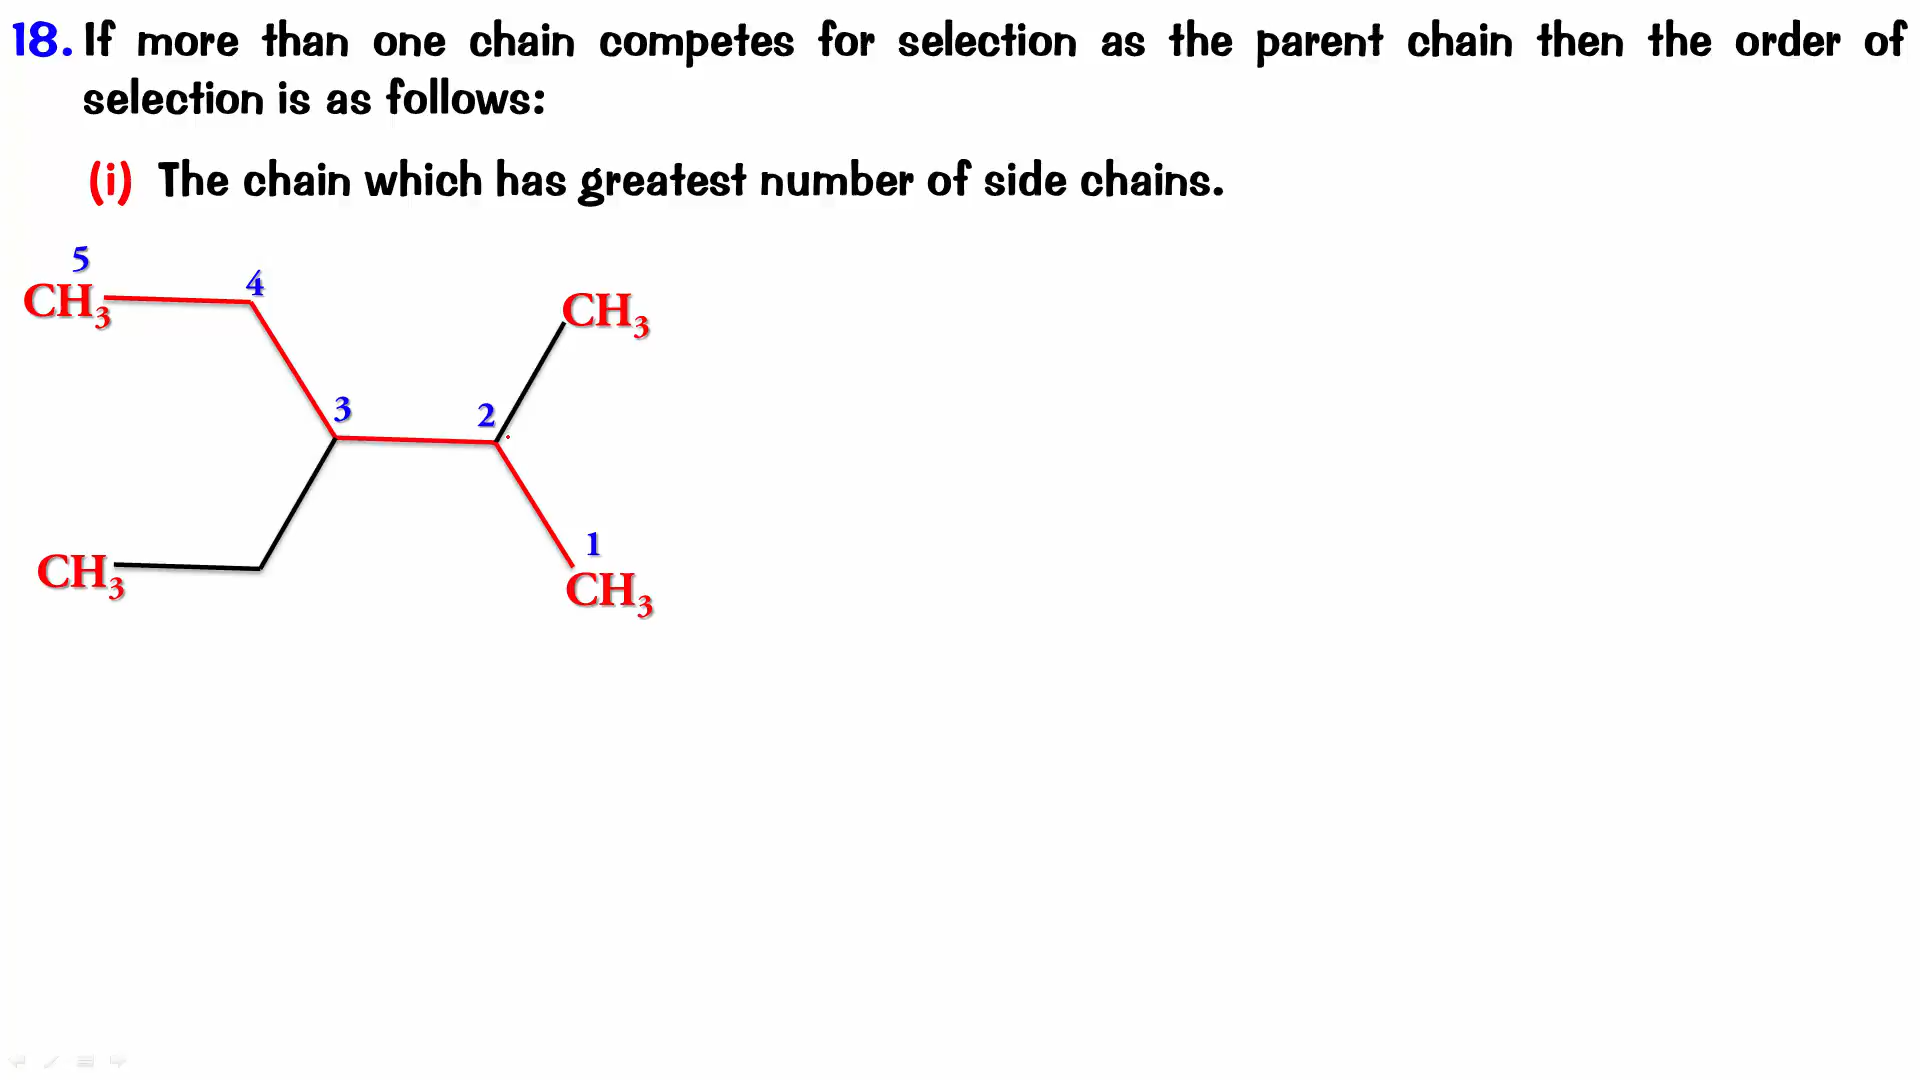 18. If more than one chain competes for selection as the parent chain then the order of
selection is as follows:
(i) The chain which has greatest number of side chains.
5
4
CH3
CH3
3
2
1
CH3
CH3